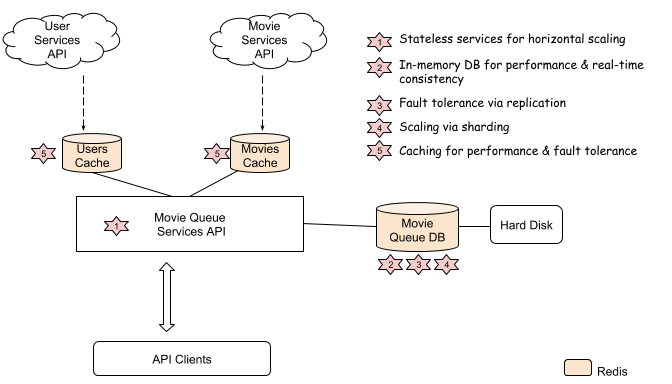 User
Services
API
Movie
Services
API
1 Stateless services for horizontal scaling
2 In-memory DB for performance & real-time
consistency
3 Fault tolerance via replication
4 Scaling via sharding
5 Caching for performance & fault tolerance
5
Users
Cache
5
Movies
Cache
1
Movie Queue
Services API
Movie
Queue DB
Hard Disk
2 3 4
API Clients
Redis